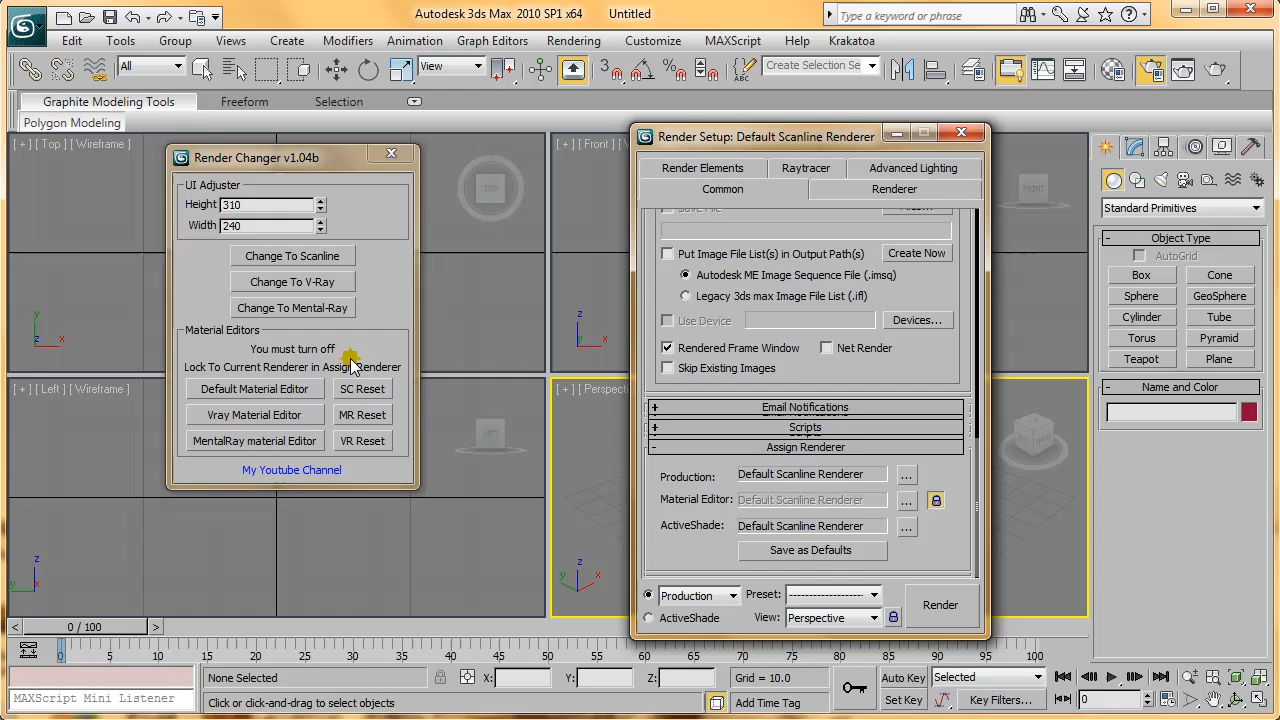 Autodesk 3ds Max 2010 SP1 x64 Untitled
Type a keyword or phrase
Edit Tools Group Views Create Modifiers Animation Graph Editors Rendering Customize MAXScript Help Krakatoa
All View 3 Create Selection Se
Graphite Modeling Tools Freeform Selection
Polygon Modeling
[ + ] [ Top ] [ Wireframe ]
TOP
y
z x
[ + ] [ Front ] [ Wireframe ]
FRONT
z
x
[ + ] [ Left ] [ Wireframe ]
LEFT
z
y
[ + ] [ Perspective
z
x
Render Changer v1.04b
UI Adjuster
Height 310
Width 240
Change To Scanline
Change To V-Ray
Change To Mental-Ray
Material Editors
You must turn off
Lock To Current Renderer in Assign Renderer
Default Material Editor SC Reset
Vray Material Editor MR Reset
MentalRay material Editor VR Reset
My Youtube Channel
Render Setup: Default Scanline Renderer
Render Elements Raytracer Advanced Lighting
Common Renderer
Save File
Put Image File List(s) in Output Path(s) Create Now
Autodesk ME Image Sequence File (.imsq)
Legacy 3ds max Image File List (.ifl)
Use Device Devices...
Rendered Frame Window Net Render
Skip Existing Images
+ Email Notifications
+ Scripts
- Assign Renderer
Production: Default Scanline Renderer ...
Material Editor: Default Scanline Renderer ...
ActiveShade: Default Scanline Renderer ...
Save as Defaults
Production Preset: --------------------
ActiveShade View: Perspective
Render
Standard Primitives
- Object Type
AutoGrid
Box Cone
Sphere GeoSphere
Cylinder Tube
Torus Pyramid
Teapot Plane
- Name and Color
< 0 / 100 >
0 5 10 15 20 25 30 35 40 45 50 55 60 65 70 75 80 85 90 95 100
None Selected X: Y: Z: Grid = 10.0 Auto Key Selected
MAXScript Mini Listener Click or click-and-drag to select objects Add Time Tag Set Key Key Filters... 0